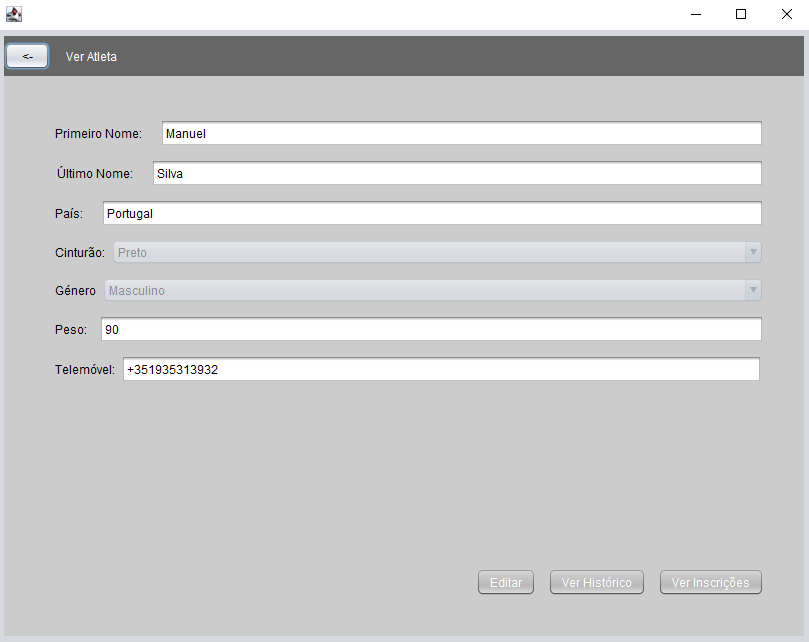 <- Ver Atleta
Primeiro Nome: Manuel
Último Nome: Silva
País: Portugal
Cinturão: Preto
Género Masculino
Peso: 90
Telemóvel: +351935313932
Editar Ver Histórico Ver Inscrições